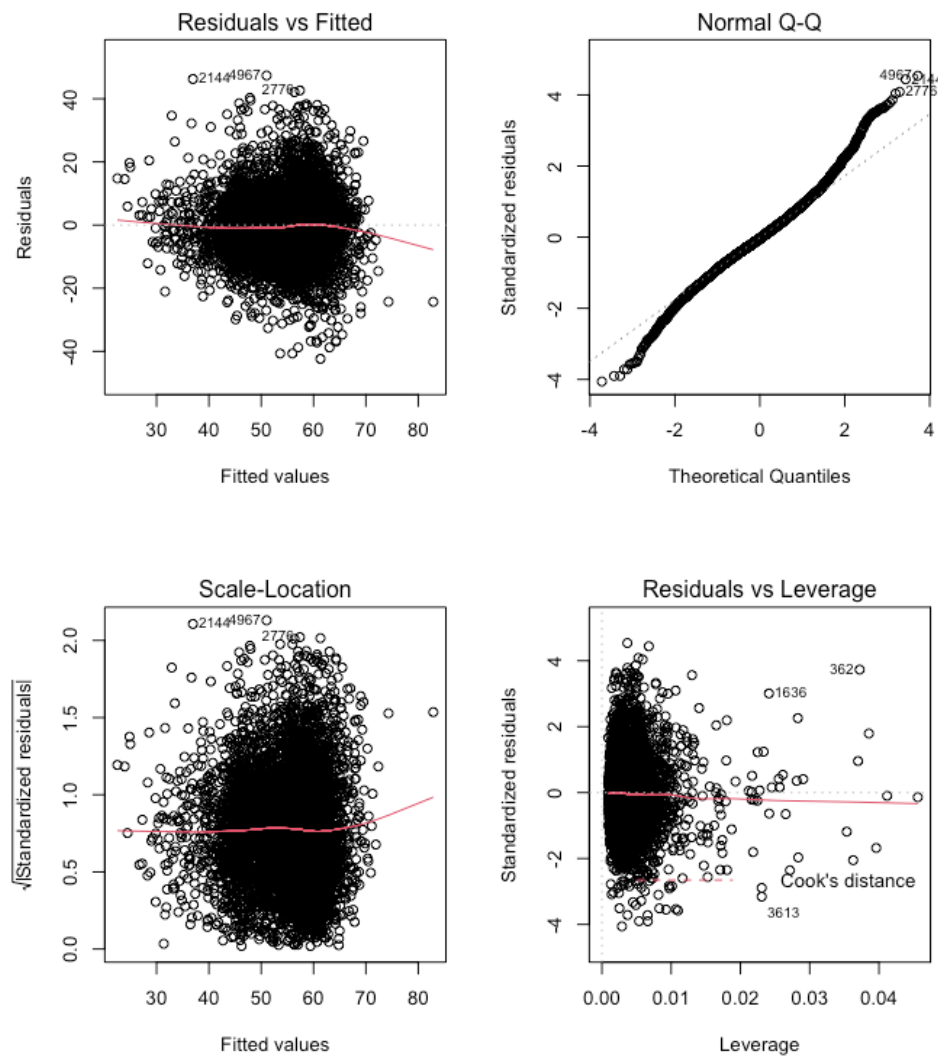 Residuals vs Fitted
Residuals
40
20
0
-20
-40
2144
4967
2776
30 40 50 60 70 80
Fitted values
Normal Q-Q
Standardized residuals
4
2
0
-2
-4
4967
2144
2776
-4 -2 0 2 4
Theoretical Quantiles
Scale-Location
√|Standardized residuals|
2.0
1.5
1.0
0.5
0.0
2144
4967
2776
30 40 50 60 70 80
Fitted values
Residuals vs Leverage
Standardized residuals
4
2
0
-2
-4
362
1636
Cook's distance
3613
0.00 0.01 0.02 0.03 0.04
Leverage